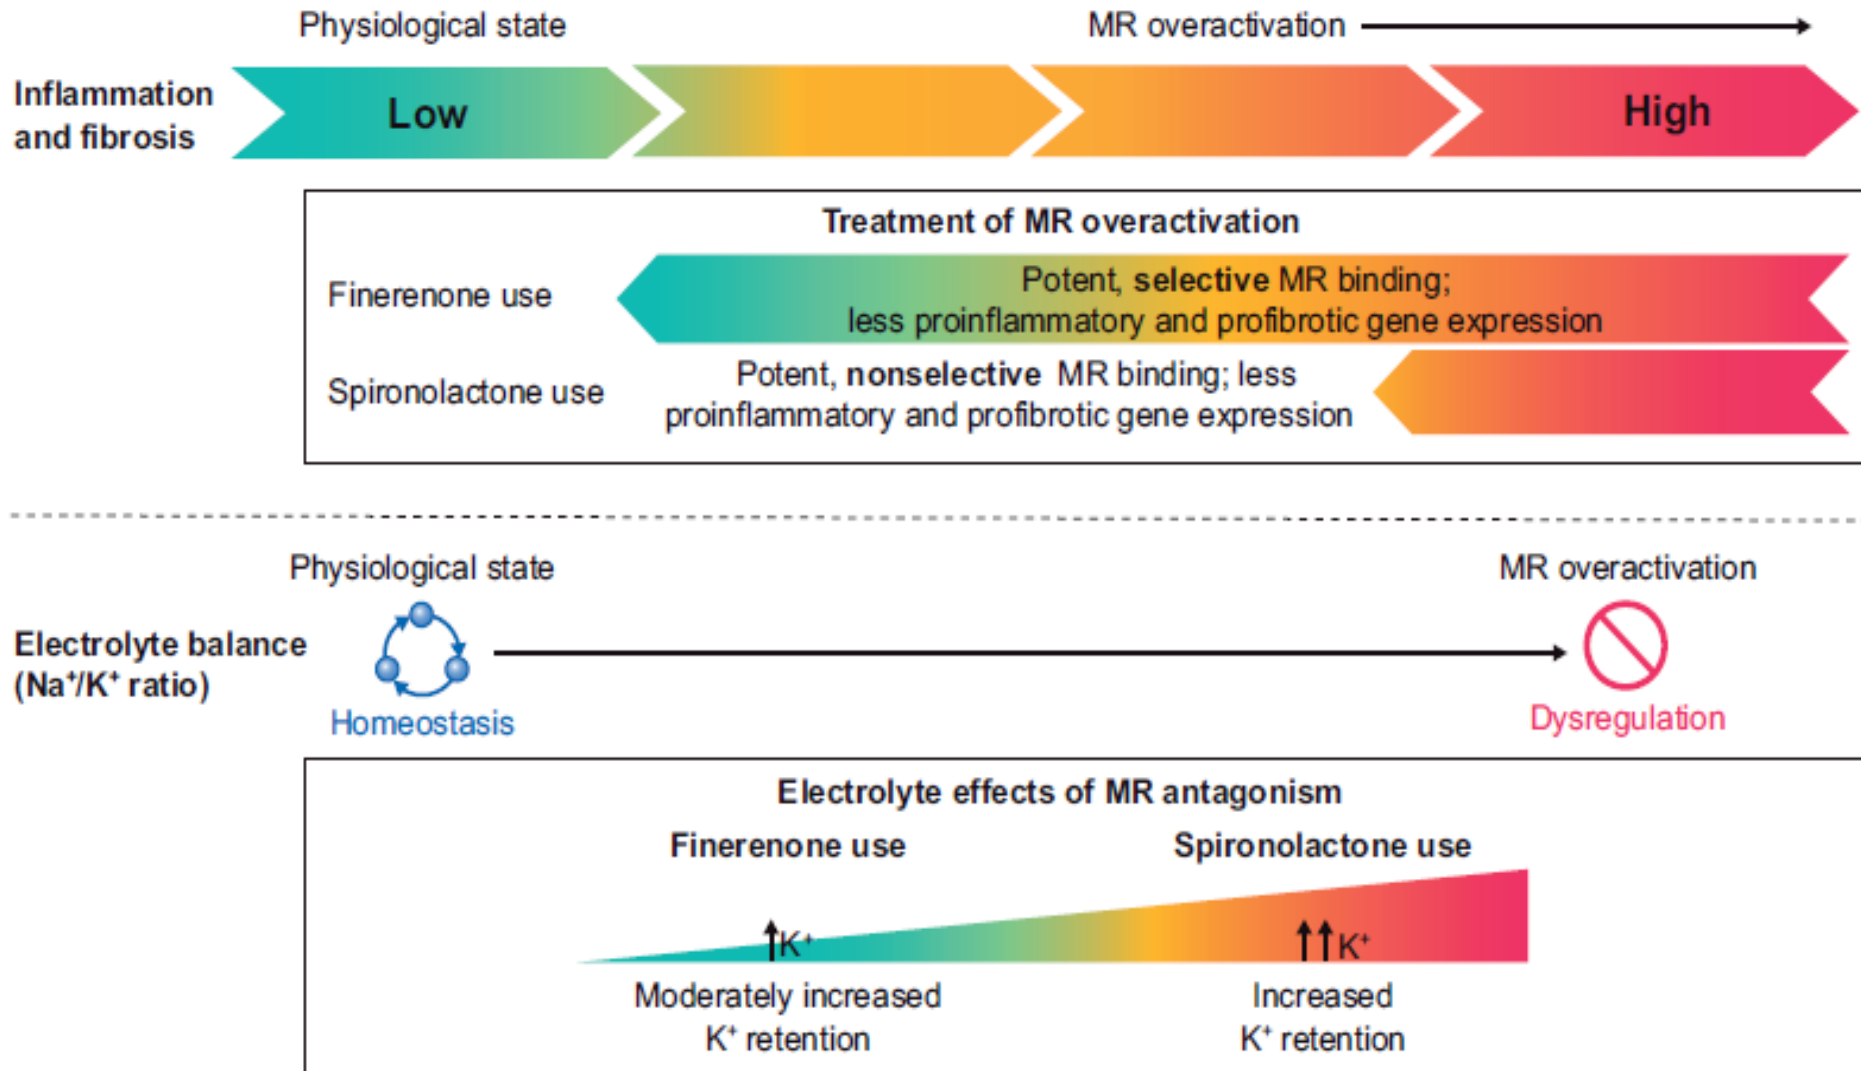 Physiological state
MR overactivation
Inflammation
and fibrosis
Low
High
Treatment of MR overactivation
Finerenone use
Potent, selective MR binding;
less proinflammatory and profibrotic gene expression
Spironolactone use
Potent, nonselective MR binding; less
proinflammatory and profibrotic gene expression
Physiological state
MR overactivation
Electrolyte balance
(Na⁺/K⁺ ratio)
Homeostasis
Dysregulation
Electrolyte effects of MR antagonism
Finerenone use
Spironolactone use
↑K⁺
↑↑K⁺
Moderately increased
K⁺ retention
Increased
K⁺ retention